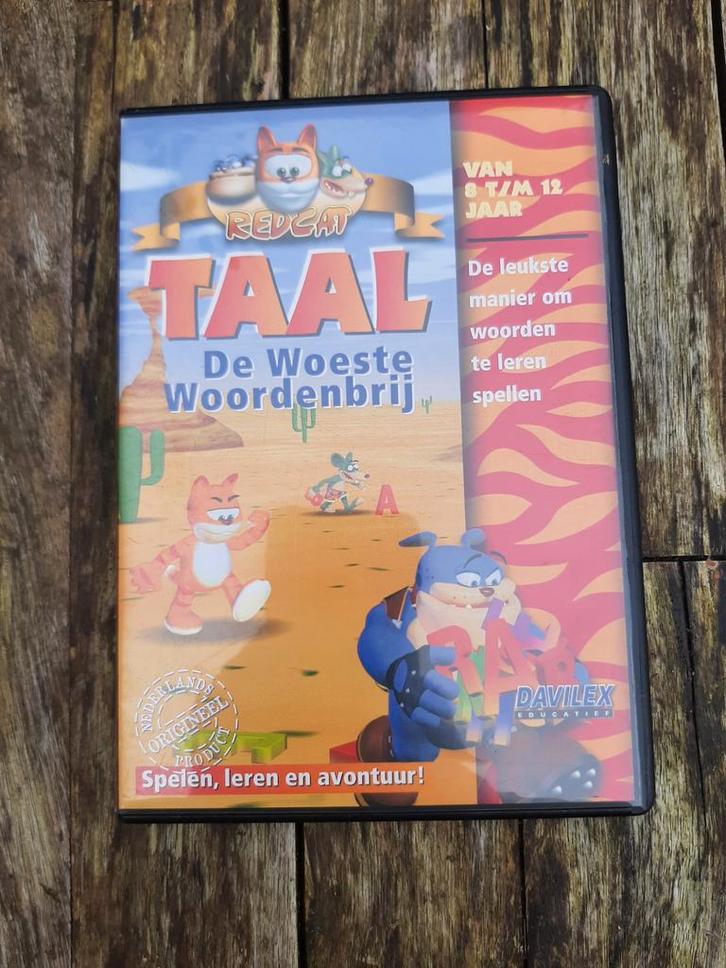 REDCAT
TAAL
De Woeste
Woordenbrij
VAN
8 T/M 12
JAAR
De leukste
manier om
woorden
te leren
spellen
A
RAB
DAVILEX
EDUCATIEF
NEDERLANDS
ORIGINEEL
PRODUCT
Spelen, leren en avontuur!